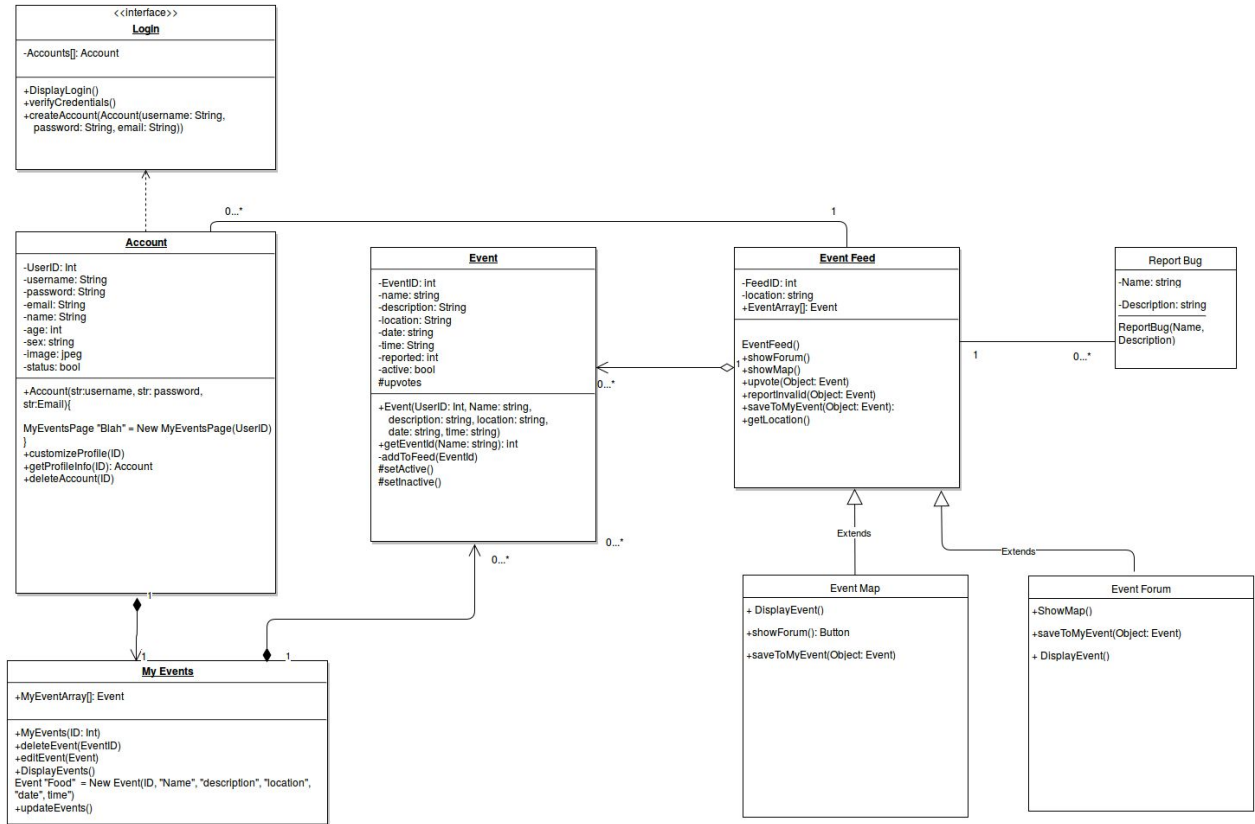 <<interface>>
LogIn
-Accounts[]: Account
+DisplayLogin()
+verifyCredentials()
+createAccount(Account(username: String,
password: String, email: String))
0...*
1
Account
-UserID: Int
-username: String
-password: String
-email: String
-name: String
-age: int
-sex: string
-image: jpeg
-status: bool
+Account(str:username, str: password,
str:Email){
MyEventsPage "Blah" = New MyEventsPage(UserID)
}
+customizeProfile(ID)
+getProfileInfo(ID): Account
+deleteAccount(ID)
1
1
Event
-EventID: int
-name: string
-description: String
-location: String
-date: string
-time: String
-reported: int
-active: bool
#upvotes
+Event(UserID: Int, Name: string,
description: string, location: string,
date: string, time: string)
+getEventId(Name: string): int
-addToFeed(EventId)
#setActive()
#setInactive()
0...*
1
0...*
0...*
Event Feed
-FeedID: int
-location: string
+EventArray[]: Event
EventFeed()
+showForum()
+showMap()
+upvote(Object: Event)
+reportInvalid(Object: Event)
+saveToMyEvent(Object: Event):
+getLocation()
1
0...*
Report Bug
-Name: string
-Description: string
ReportBug(Name,
Description)
Extends
Extends
Event Map
+ DisplayEvent()
+showForum(): Button
+saveToMyEvent(Object: Event)
Event Forum
+ShowMap()
+saveToMyEvent(Object: Event)
+ DisplayEvent()
1
My Events
+MyEventArray[]: Event
+MyEvents(ID: Int)
+deleteEvent(EventID)
+editEvent(Event)
+DisplayEvents()
Event "Food"  = New Event(ID, "Name", "description", "location",
"date", time")
+updateEvents()